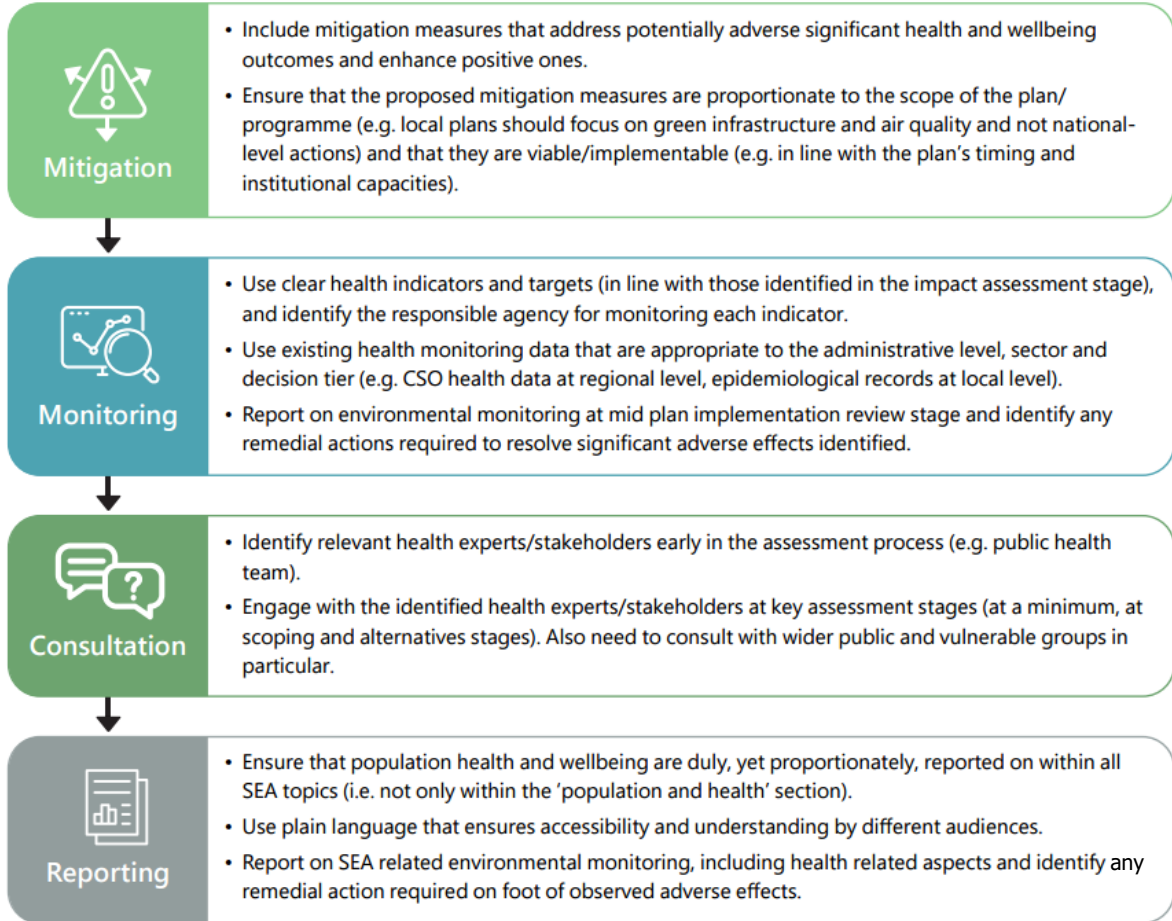 • Include mitigation measures that address potentially adverse significant health and wellbeing
outcomes and enhance positive ones.
• Ensure that the proposed mitigation measures are proportionate to the scope of the plan/
programme (e.g. local plans should focus on green infrastructure and air quality and not national-
level actions) and that they are viable/implementable (e.g. in line with the plan's timing and
institutional capacities).
Mitigation
• Use clear health indicators and targets (in line with those identified in the impact assessment stage),
and identify the responsible agency for monitoring each indicator.
• Use existing health monitoring data that are appropriate to the administrative level, sector and
decision tier (e.g. CSO health data at regional level, epidemiological records at local level).
• Report on environmental monitoring at mid plan implementation review stage and identify any
remedial actions required to resolve significant adverse effects identified.
Monitoring
• Identify relevant health experts/stakeholders early in the assessment process (e.g. public health
team).
• Engage with the identified health experts/stakeholders at key assessment stages (at a minimum, at
scoping and alternatives stages). Also need to consult with wider public and vulnerable groups in
particular.
Consultation
• Ensure that population health and wellbeing are duly, yet proportionately, reported on within all
SEA topics (i.e. not only within the 'population and health' section).
• Use plain language that ensures accessibility and understanding by different audiences.
• Report on SEA related environmental monitoring, including health related aspects and identify any
remedial action required on foot of observed adverse effects.
Reporting